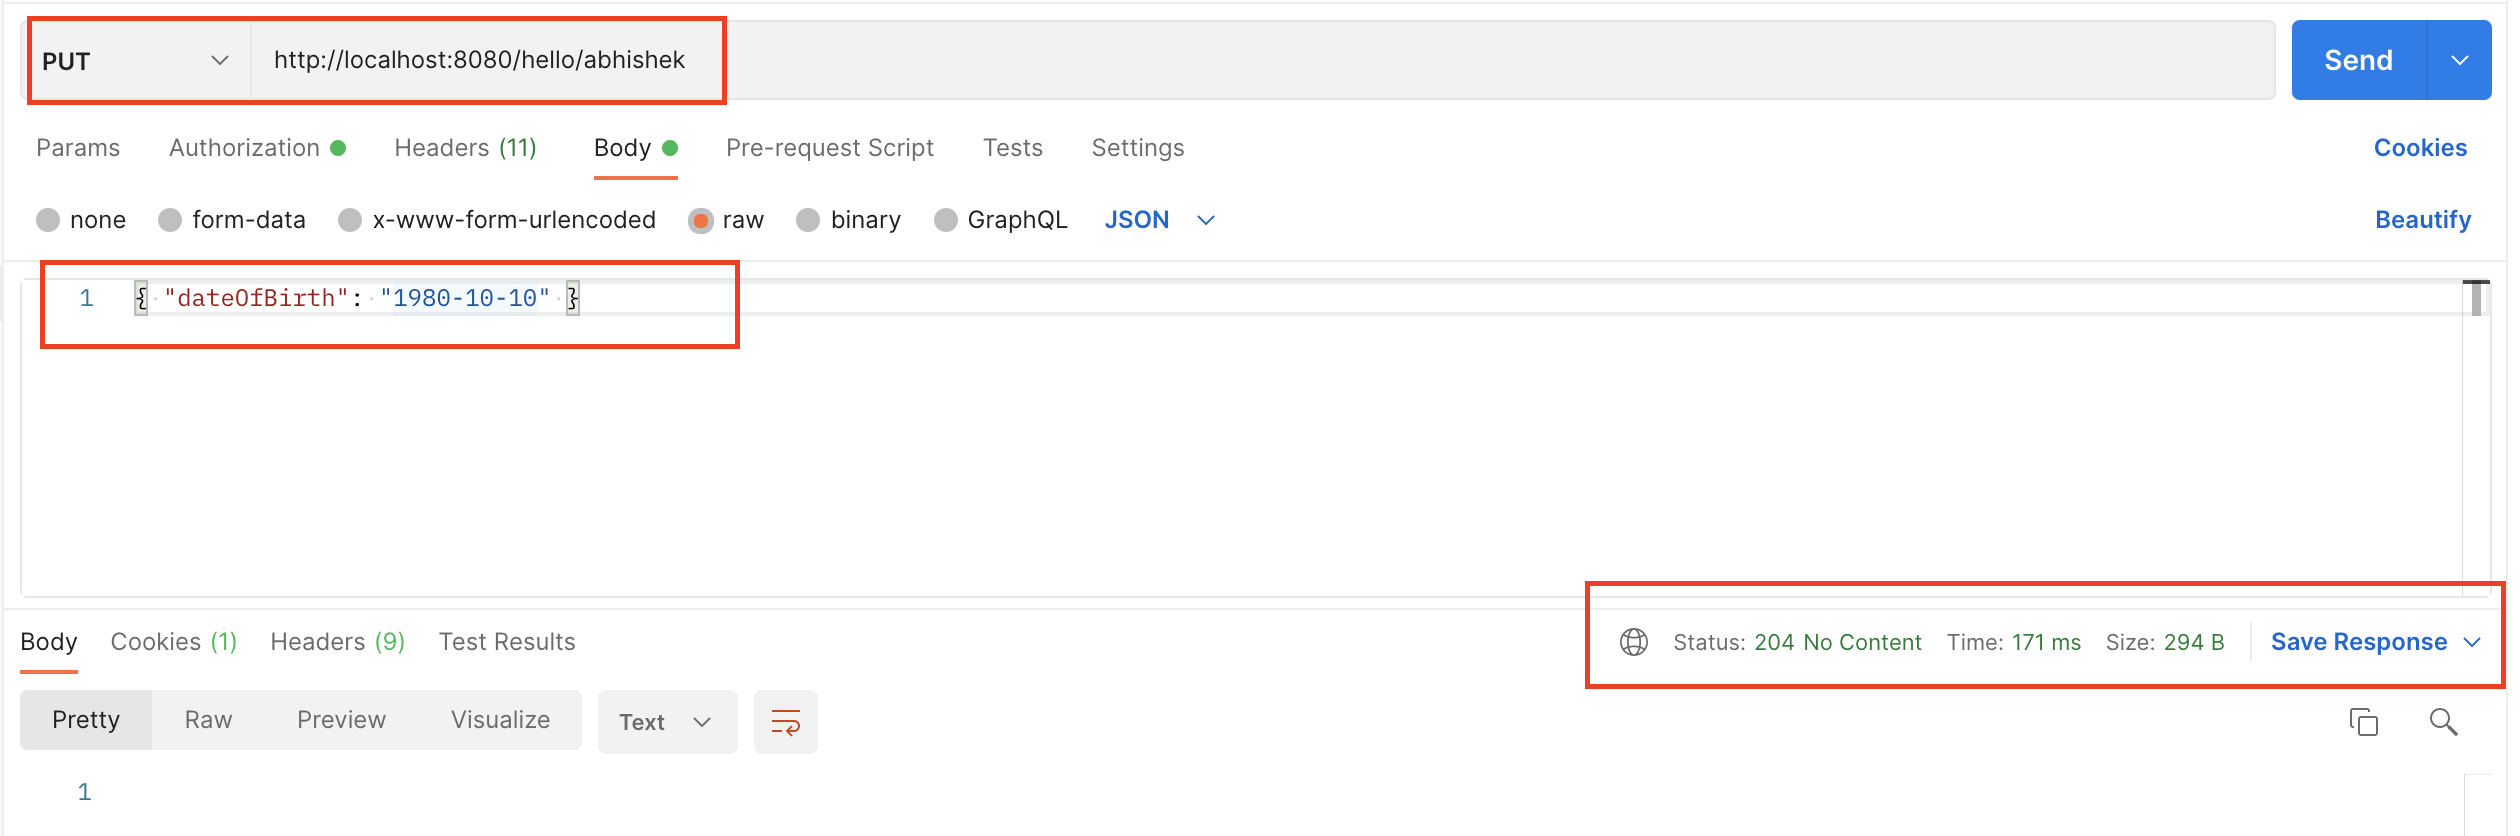 PUT http://localhost:8080/hello/abhishek Send
Params Authorization Headers (11) Body Pre-request Script Tests Settings Cookies
none form-data x-www-form-urlencoded raw binary GraphQL JSON Beautify
1 { "dateOfBirth": "1980-10-10" }
Body Cookies (1) Headers (9) Test Results Status: 204 No Content Time: 171 ms Size: 294 B Save Response
Pretty Raw Preview Visualize Text
1